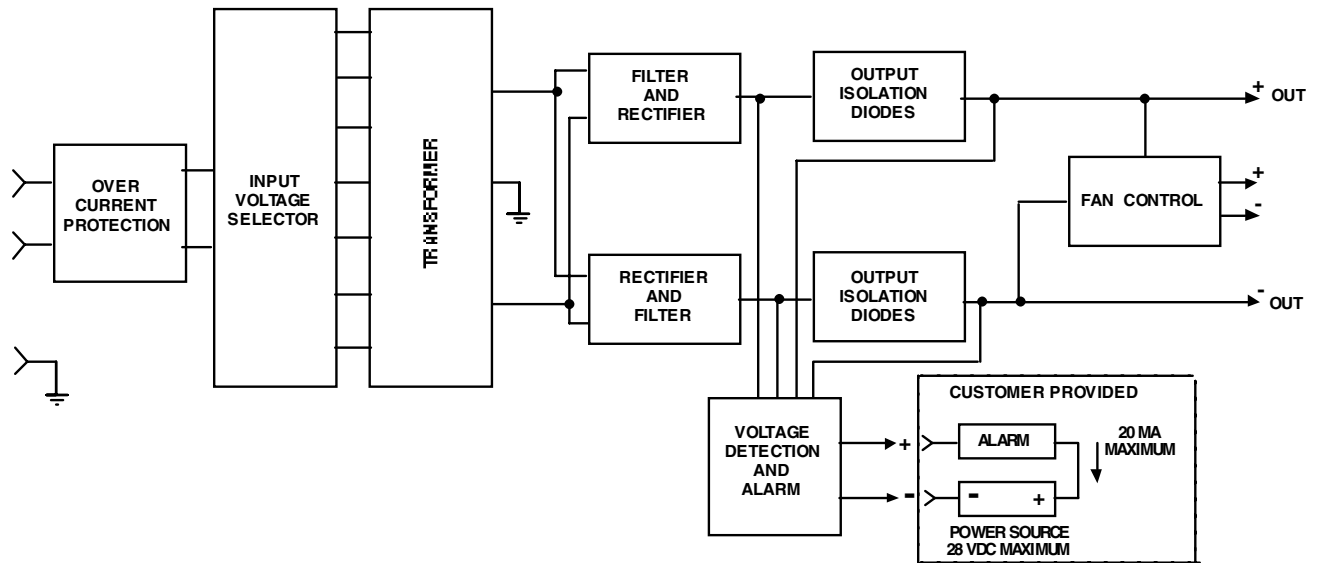 OVER
CURRENT
PROTECTION
INPUT
VOLTAGE
SELECTOR
TRANSFORMER
FILTER
AND
RECTIFIER
OUTPUT
ISOLATION
DIODES
+ OUT
FAN CONTROL
+
-
RECTIFIER
AND
FILTER
OUTPUT
ISOLATION
DIODES
- OUT
VOLTAGE
DETECTION
AND
ALARM
+
-
CUSTOMER PROVIDED
ALARM
20 MA
MAXIMUM
- +
POWER SOURCE
28 VDC MAXIMUM